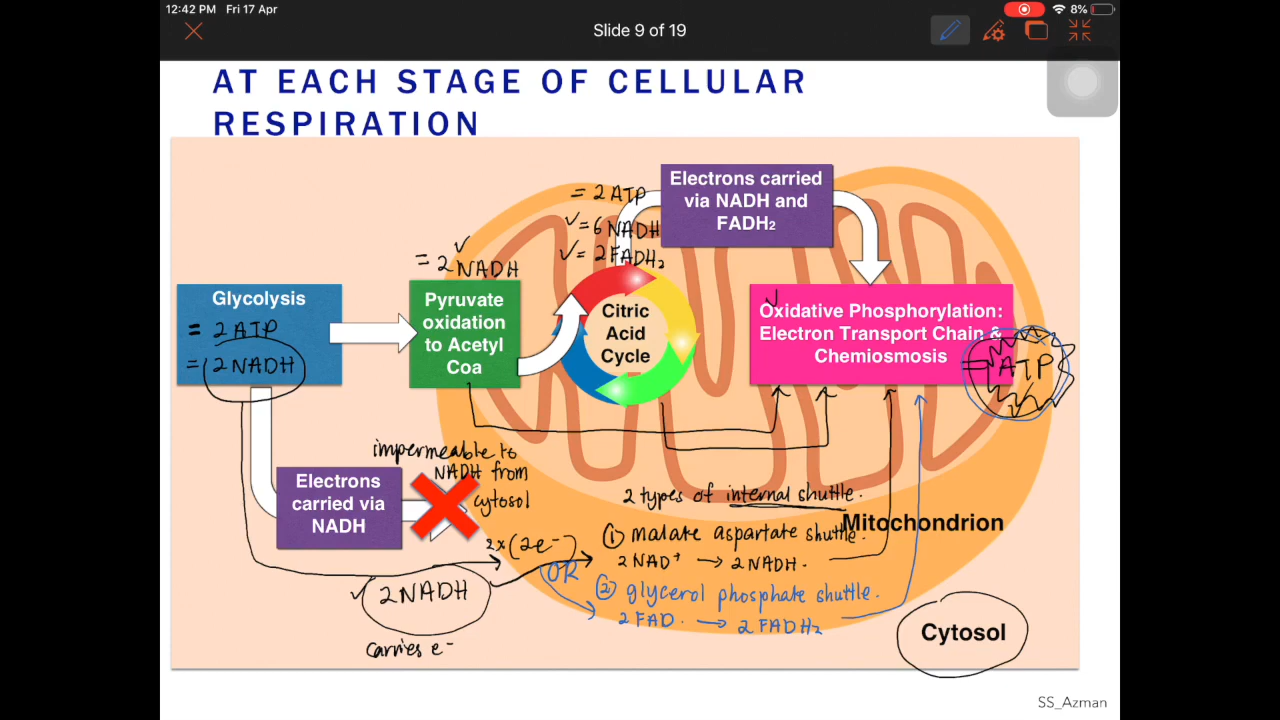 12:42 PM Fri 17 Apr
8%
Slide 9 of 19
AT EACH STAGE OF CELLULAR
RESPIRATION
Electrons carried
via NADH and
FADH₂
= 2 ATP
✓= 6 NADH
✓= 2 FADH₂
✓
= 2 NADH
Glycolysis
= 2 ATP
= 2 NADH
Pyruvate
oxidation
to Acetyl
Coa
Citric
Acid
Cycle
✓
Oxidative Phosphorylation:
Electron Transport Chain &
Chemiosmosis
= ATP
impermeable to
NADH from
cytosol
Electrons
carried via
NADH
2 types of internal shuttle.
Mitochondrion
① malate aspartate shuttle.
2 NAD⁺ → 2 NADH.
2x (2e⁻)
OR
② glycerol phosphate shuttle.
2 FAD. → 2 FADH₂
✓ 2 NADH
carries e⁻
Cytosol
SS_Azman